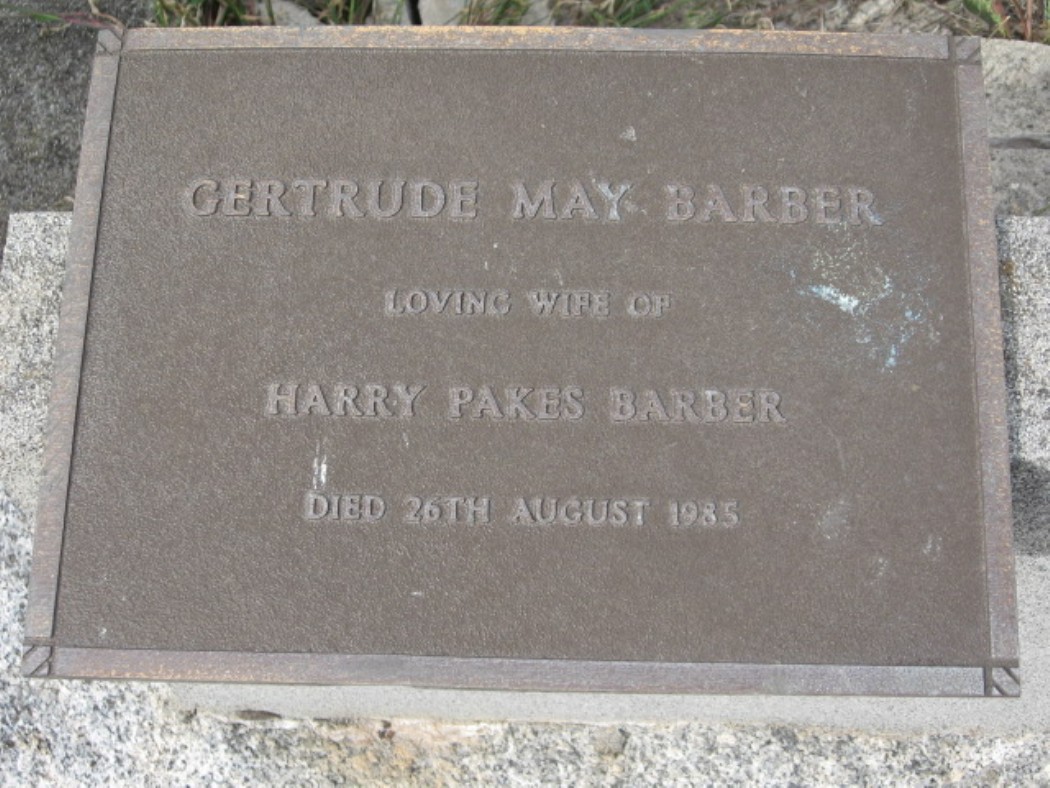 GERTRUDE MAY BARBER
LOVING WIFE OF
HARRY PAKES BARBER
DIED 26TH AUGUST 1985